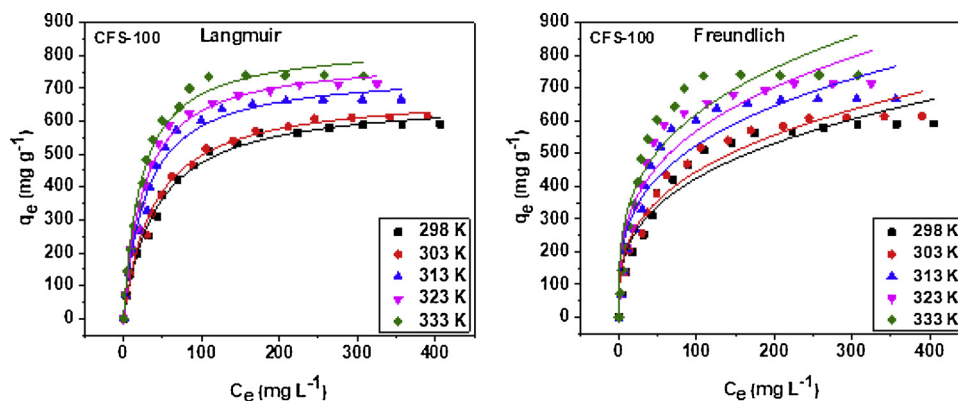 CFS-100 Langmuir
900
800
700
600
500
400
300
200
100
0
qe (mg g-1)
298 K
303 K
313 K
323 K
333 K
0 100 200 300 400
Ce (mg L-1)
CFS-100 Freundlich
900
800
700
600
500
400
300
200
100
0
qe (mg g-1)
298 K
303 K
313 K
323 K
333 K
0 100 200 300 400
Ce (mg L-1)